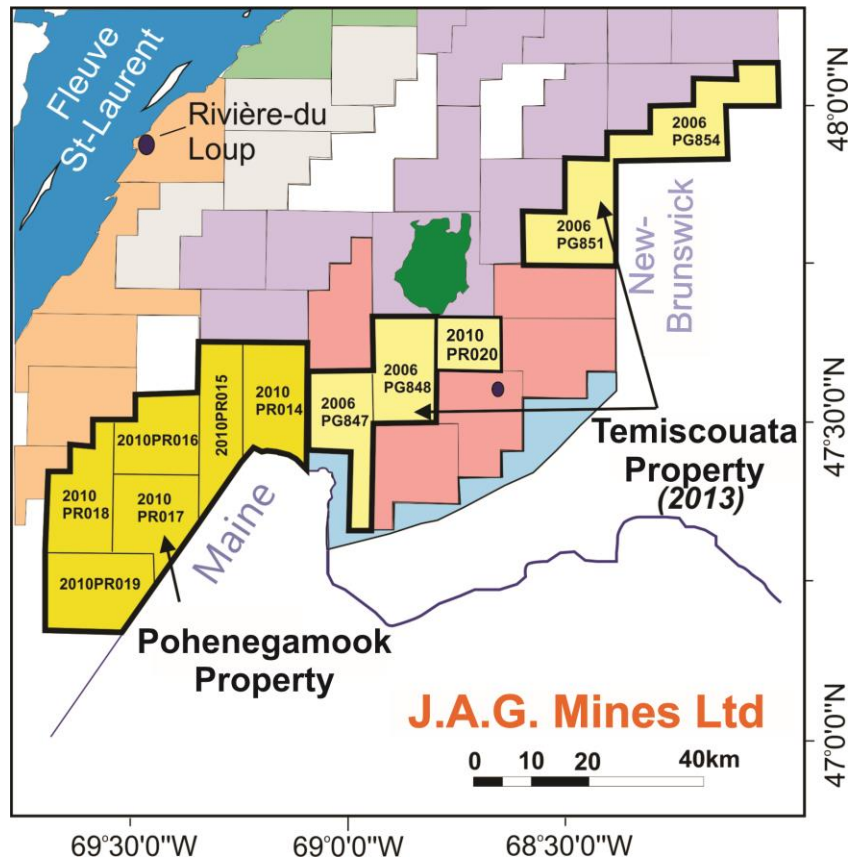 Fleuve
St-Laurent
Rivière-du
Loup
2006
PG854
2006
PG851
New-
Brunswick
2010
PR020
2006
PG848
2006
PG847
2010
PR014
2010PR015
2010PR016
2010
PR018
2010
PR017
2010PR019
Maine
Temiscouata
Property
(2013)
Pohenegamook
Property
J.A.G. Mines Ltd
0 10 20 40km
48°0'0"N
47°30'0"N
47°0'0"N
69°30'0"W 69°0'0"W 68°30'0"W